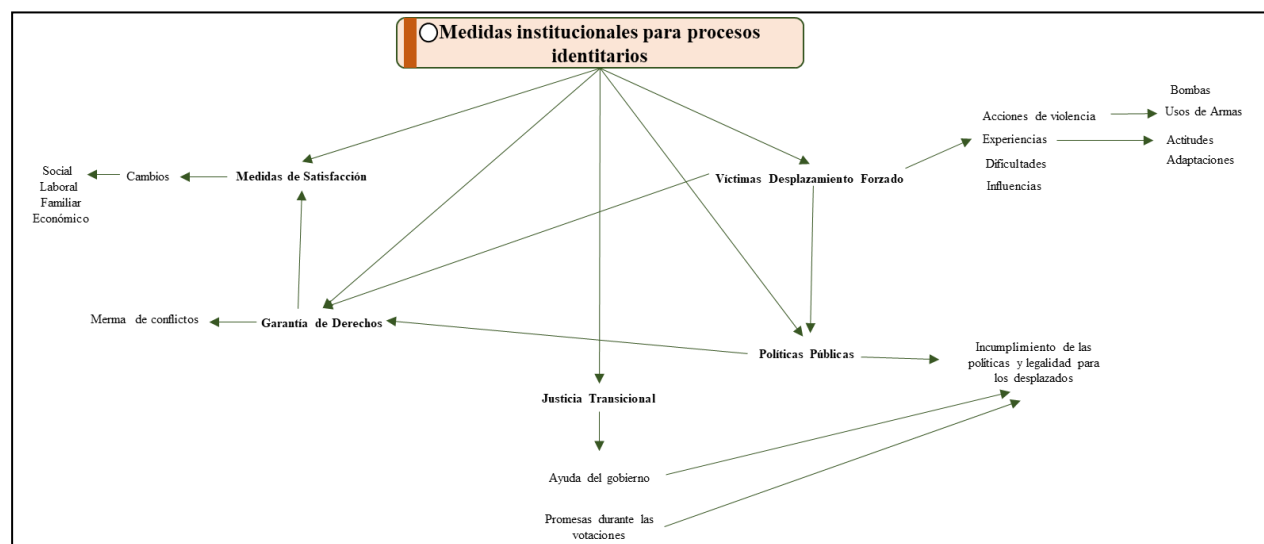 Medidas institucionales para procesos
identitarios
Bombas
Usos de Armas
Acciones de violencia
Experiencias
Dificultades
Influencias
Actitudes
Adaptaciones
Social
Laboral
Familiar
Económico
Cambios
Medidas de Satisfacción
Víctimas Desplazamiento Forzado
Merma de conflictos
Garantía de Derechos
Políticas Públicas
Incumplimiento de las
políticas y legalidad para
los desplazados
Justicia Transicional
Ayuda del gobierno
Promesas durante las
votaciones